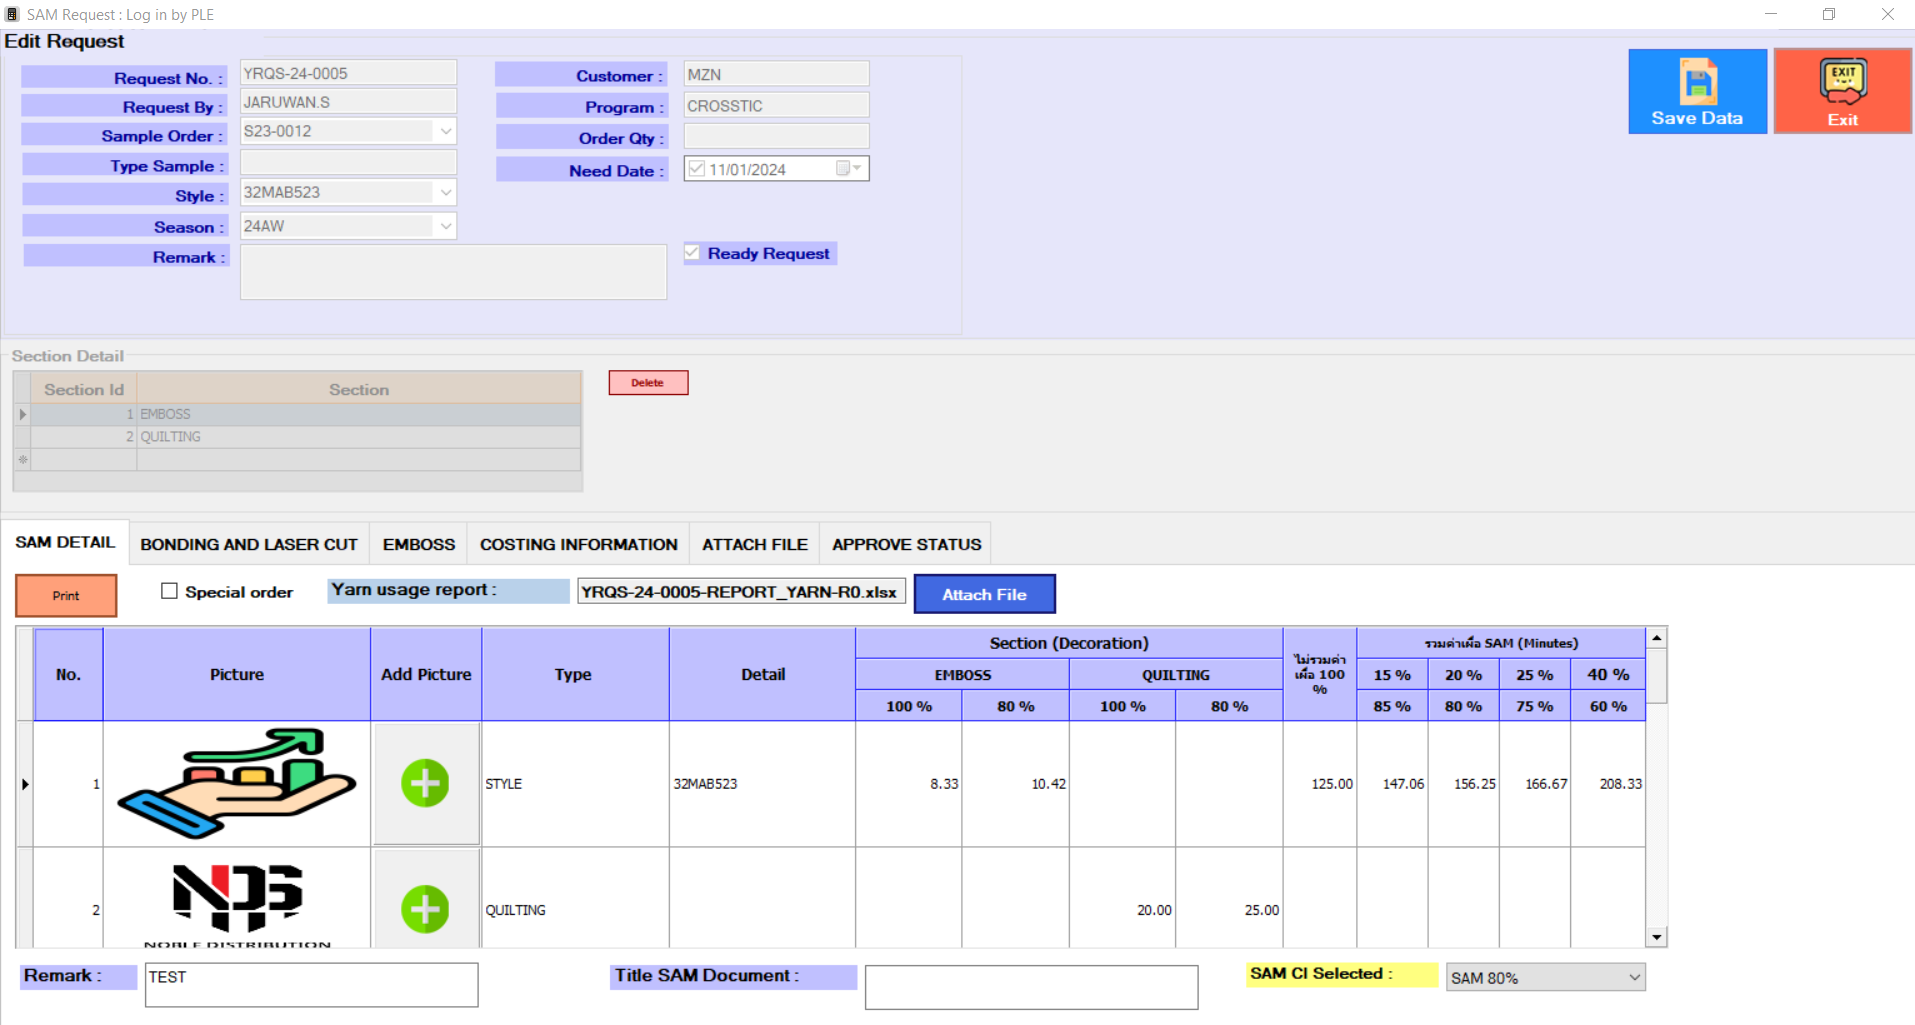 SAM Request : Log in by PLE
Edit Request
Request No. : YRQS-24-0005
Customer : MZN
Save Data
EXIT
Exit
Request By : JARUWAN.S
Program : CROSSTIC
Sample Order : S23-0012
Order Qty :
Type Sample :
Need Date : 11/01/2024
Style : 32MAB523
Season : 24AW
Remark :
Ready Request
Section Detail
Section Id Section
Delete
1 EMBOSS
2 QUILTING
SAM DETAIL BONDING AND LASER CUT EMBOSS COSTING INFORMATION ATTACH FILE APPROVE STATUS
Print
Special order
Yarn usage report : YRQS-24-0005-REPORT_YARN-R0.xlsx
Attach File
No. Picture Add Picture Type Detail
Section (Decoration)
EMBOSS QUILTING
100 % 80 % 100 % 80 %
ไม่รวมค่า
เผื่อ 100
%
รวมค่าเผื่อ SAM (Minutes)
15 % 20 % 25 % 40 %
85 % 80 % 75 % 60 %
1 STYLE 32MAB523 8.33 10.42 125.00 147.06 156.25 166.67 208.33
NDS
NOBLE DISTRIBUTION
2 QUILTING 20.00 25.00
Remark : TEST
Title SAM Document :
SAM CI Selected : SAM 80%